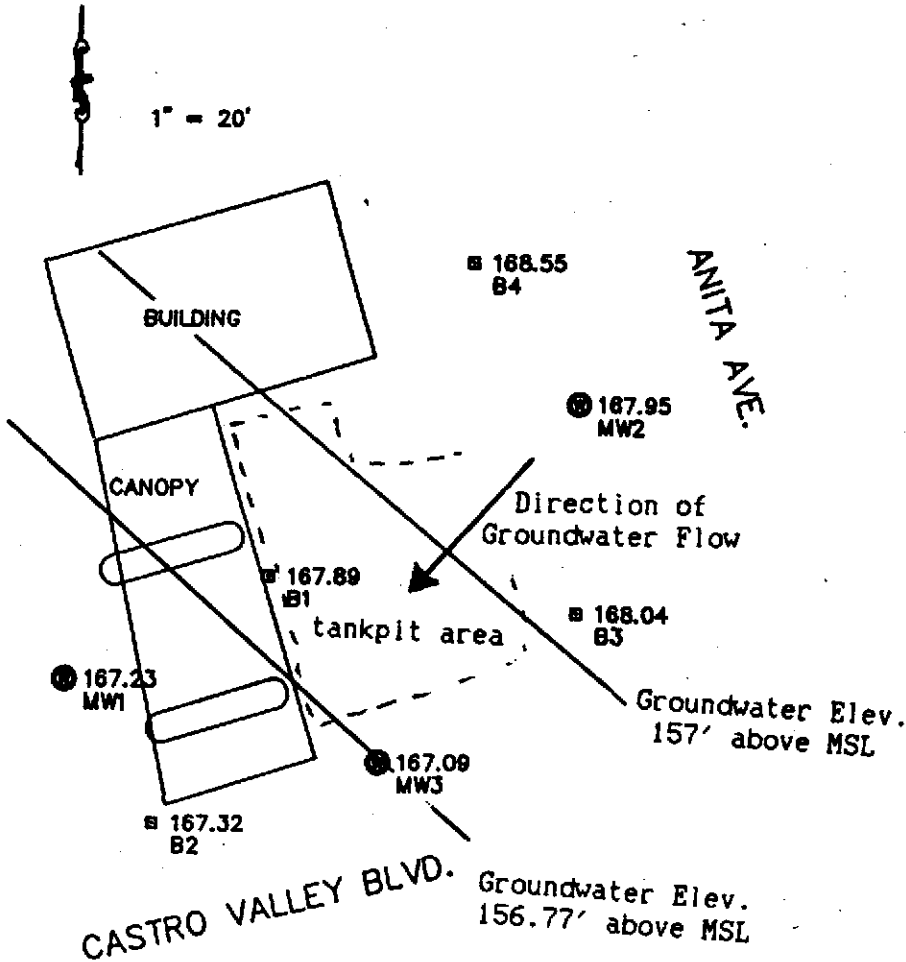 1" = 20'
168.55
B4
ANITA AVE.
BUILDING
167.95
MW2
CANOPY
Direction of
Groundwater Flow
167.89
B1
tankpit area
168.04
B3
167.23
MW1
Groundwater Elev.
157' above MSL
167.09
MW3
167.32
B2
CASTRO VALLEY BLVD.
Groundwater Elev.
156.77' above MSL